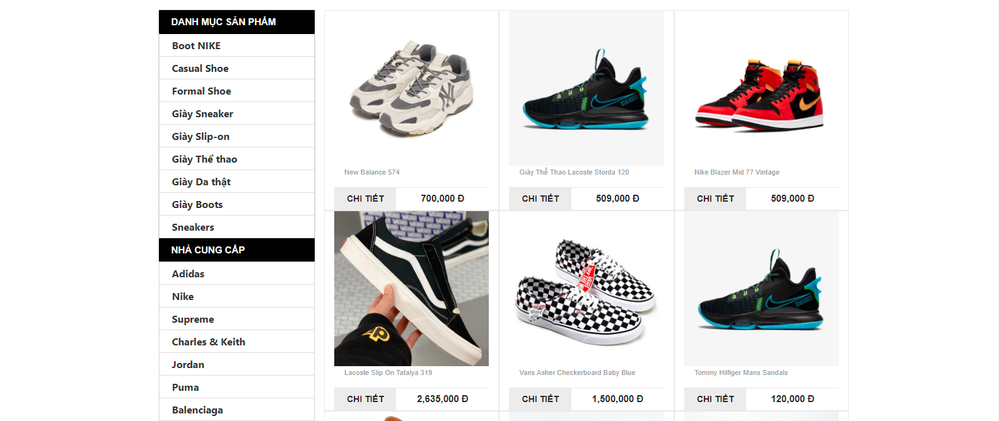 DANH MỤC SẢN PHẨM
Boot NIKE
Casual Shoe
Formal Shoe
Giày Sneaker
Giày Slip-on
Giày Thể thao
Giày Da thật
Giày Boots
Sneakers
NHÀ CUNG CẤP
Adidas
Nike
Supreme
Charles & Keith
Jordan
Puma
Balenciaga
New Balance 574
CHI TIẾT 700,000 Đ
Giày Thể Thao Lacoste Storda 120
CHI TIẾT 509,000 Đ
Nike Blazer Mid 77 Vintage
CHI TIẾT 509,000 Đ
Lacoste Slip On Tatalya 319
CHI TIẾT 2,635,000 Đ
Vans Asher Checkerboard Baby Blue
CHI TIẾT 1,500,000 Đ
Tommy Hilfiger Mans Sandals
CHI TIẾT 120,000 Đ